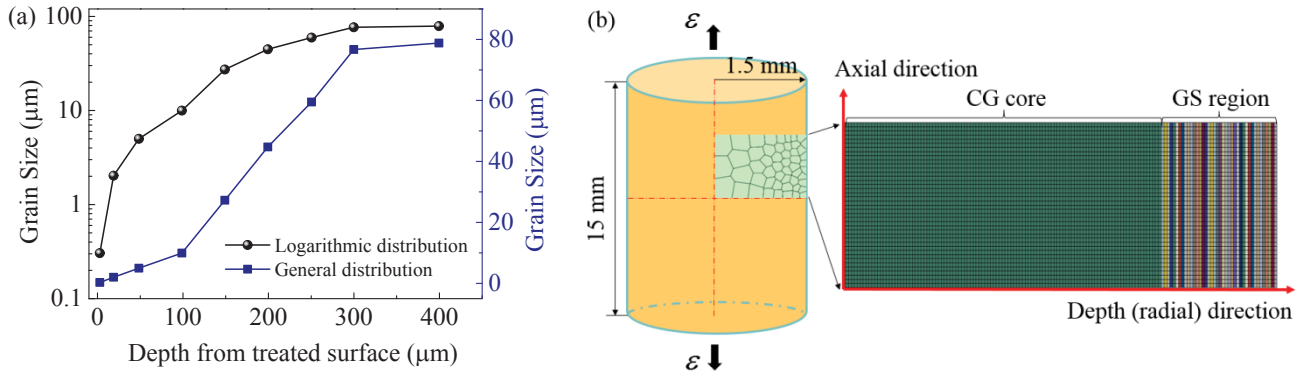 (a)
100
10
1
0.1
Grain Size (μm)
80
60
40
20
0
Grain Size (μm)
Logarithmic distribution
General distribution
0
100
200
300
400
Depth from treated surface (μm)
(b)
ε
1.5 mm
15 mm
ε
Axial direction
CG core
GS region
Depth (radial) direction